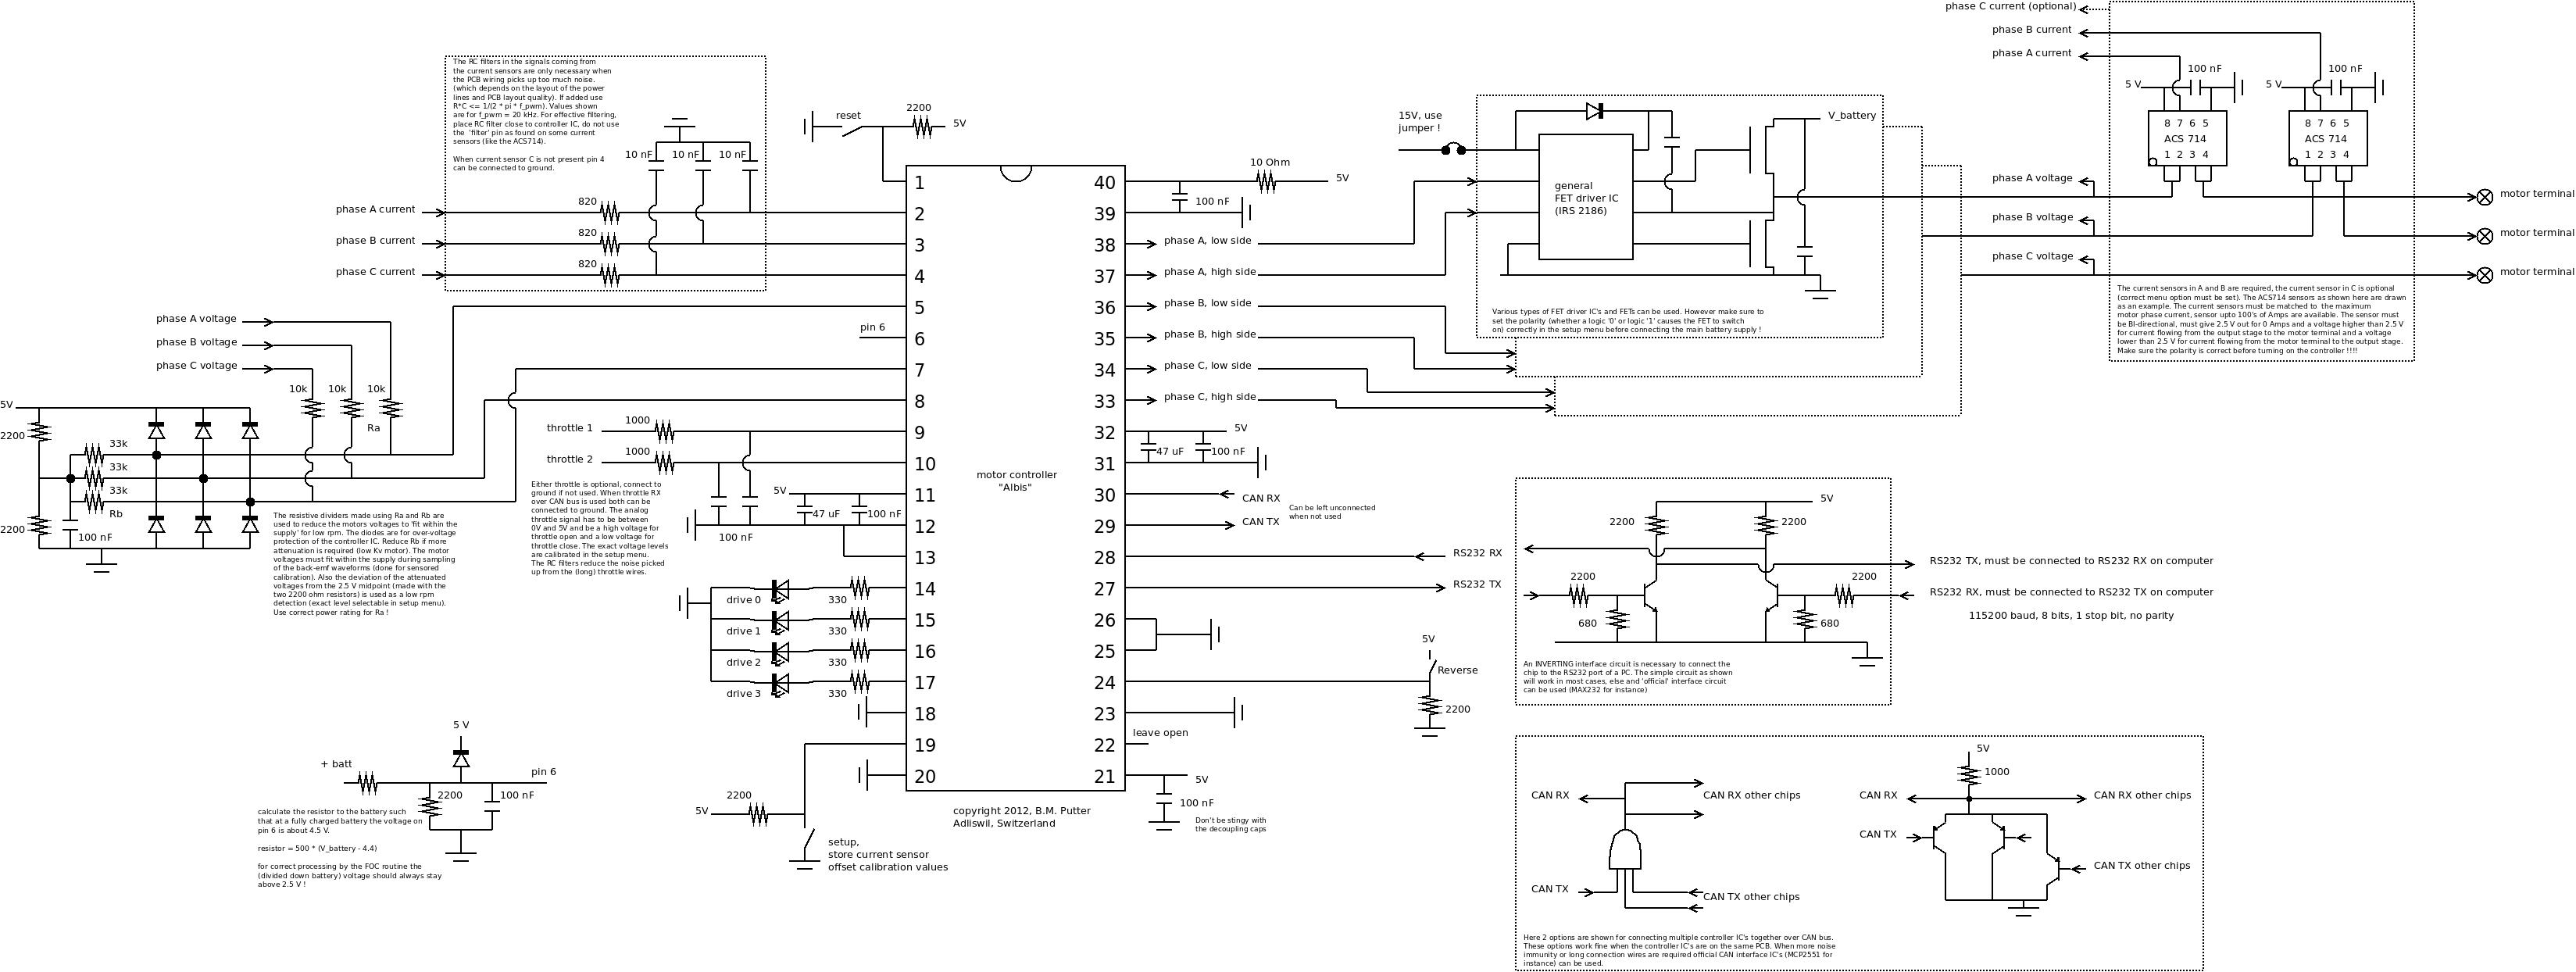 phase C current (optional)
phase B current
phase A current
5 V
100 nF
5 V
100 nF
8 7 6 5
ACS 714
1 2 3 4
8 7 6 5
ACS 714
1 2 3 4
phase A voltage
phase B voltage
phase C voltage
motor terminal
motor terminal
motor terminal
The current sensors in A and B are required, the current sensor in C is optional
(correct menu option must be set). The ACS714 sensors as shown here are drawn
as an example. The current sensors must be matched to the maximum
motor phase current, sensor upto 100's of Amps are available. The sensor must
be BI-directional, must give 2.5 V out for 0 Amps and a voltage higher than 2.5 V
for current flowing from the output stage to the motor terminal and a voltage
lower than 2.5 V for current flowing from the motor terminal to the output stage.
Make sure the polarity is correct before turning on the controller !!!!
The RC filters in the signals coming from
the current sensors are only necessary when
the PCB wiring picks up too much noise.
(which depends on the layout of the power
lines and PCB layout quality). If added use
R*C <= 1/(2 * pi * f_pwm). Values shown
are for f_pwm = 20 kHz. For effective filtering,
place RC filter close to controller IC, do not use
the 'filter' pin as found on some current
sensors (like the ACS714).
When current sensor C is not present pin 4
can be connected to ground.
10 nF
10 nF
10 nF
820
820
820
phase A current
phase B current
phase C current
reset
2200
5V
15V, use
jumper !
V_battery
general
FET driver IC
(IRS 2186)
Various types of FET driver IC's and FETs can be used. However make sure to
set the polarity (whether a logic '0' or logic '1' causes the FET to switch
on) correctly in the setup menu before connecting the main battery supply !
1
2
3
4
5
6
7
8
9
10
11
12
13
14
15
16
17
18
19
20
40
39
38
37
36
35
34
33
32
31
30
29
28
27
26
25
24
23
22
21
motor controller
"Albis"
copyright 2012, B.M. Putter
Adliswil, Switzerland
10 Ohm
5V
100 nF
phase A, low side
phase A, high side
phase B, low side
phase B, high side
phase C, low side
phase C, high side
5V
47 uF
100 nF
CAN RX
CAN TX
Can be left unconnected
when not used
RS232 RX
RS232 TX
5V
Reverse
2200
leave open
5V
100 nF
Don't be stingy with
the decoupling caps
phase A voltage
phase B voltage
phase C voltage
10k
10k
10k
Ra
5V
2200
33k
33k
33k
Rb
2200
100 nF
The resistive dividers made using Ra and Rb are
used to reduce the motors voltages to 'fit within the
supply' for low rpm. The diodes are for over-voltage
protection of the controller IC. Reduce Rb if more
attenuation is required (low Kv motor). The motor
voltages must fit within the supply during sampling
of the back-emf waveforms (done for sensored
calibration). Also the deviation of the attenuated
voltages from the 2.5 V midpoint (made with the
two 2200 ohm resistors) is used as a low rpm
detection (exact level selectable in setup menu).
Use correct power rating for Ra !
pin 6
throttle 1
1000
throttle 2
1000
Either throttle is optional, connect to
ground if not used. When throttle RX
over CAN bus is used both can be
connected to ground. The analog
throttle signal has to be between
0V and 5V and be a high voltage for
throttle open and a low voltage for
throttle close. The exact voltage levels
are calibrated in the setup menu.
The RC filters reduce the noise picked
up from the (long) throttle wires.
5V
47 uF
100 nF
100 nF
drive 0
330
drive 1
330
drive 2
330
drive 3
330
5V
2200
setup,
store current sensor
offset calibration values
5 V
+ batt
pin 6
2200
100 nF
calculate the resistor to the battery such
that at a fully charged battery the voltage on
pin 6 is about 4.5 V.
resistor = 500 * (V_battery - 4.4)
for correct processing by the FOC routine the
(divided down battery) voltage should always stay
above 2.5 V !
5V
2200
2200
2200
2200
680
680
RS232 TX, must be connected to RS232 RX on computer
RS232 RX, must be connected to RS232 TX on computer
115200 baud, 8 bits, 1 stop bit, no parity
An INVERTING interface circuit is necessary to connect the
chip to the RS232 port of a PC. The simple circuit as shown
will work in most cases, else and 'official' interface circuit
can be used (MAX232 for instance)
CAN RX
CAN RX other chips
CAN TX
CAN TX other chips
5V
1000
CAN RX
CAN RX other chips
CAN TX
CAN TX other chips
Here 2 options are shown for connecting multiple controller IC's together over CAN bus.
These options work fine when the controller IC's are on the same PCB. When more noise
immunity or long connection wires are required official CAN interface IC's (MCP2551 for
instance) can be used.